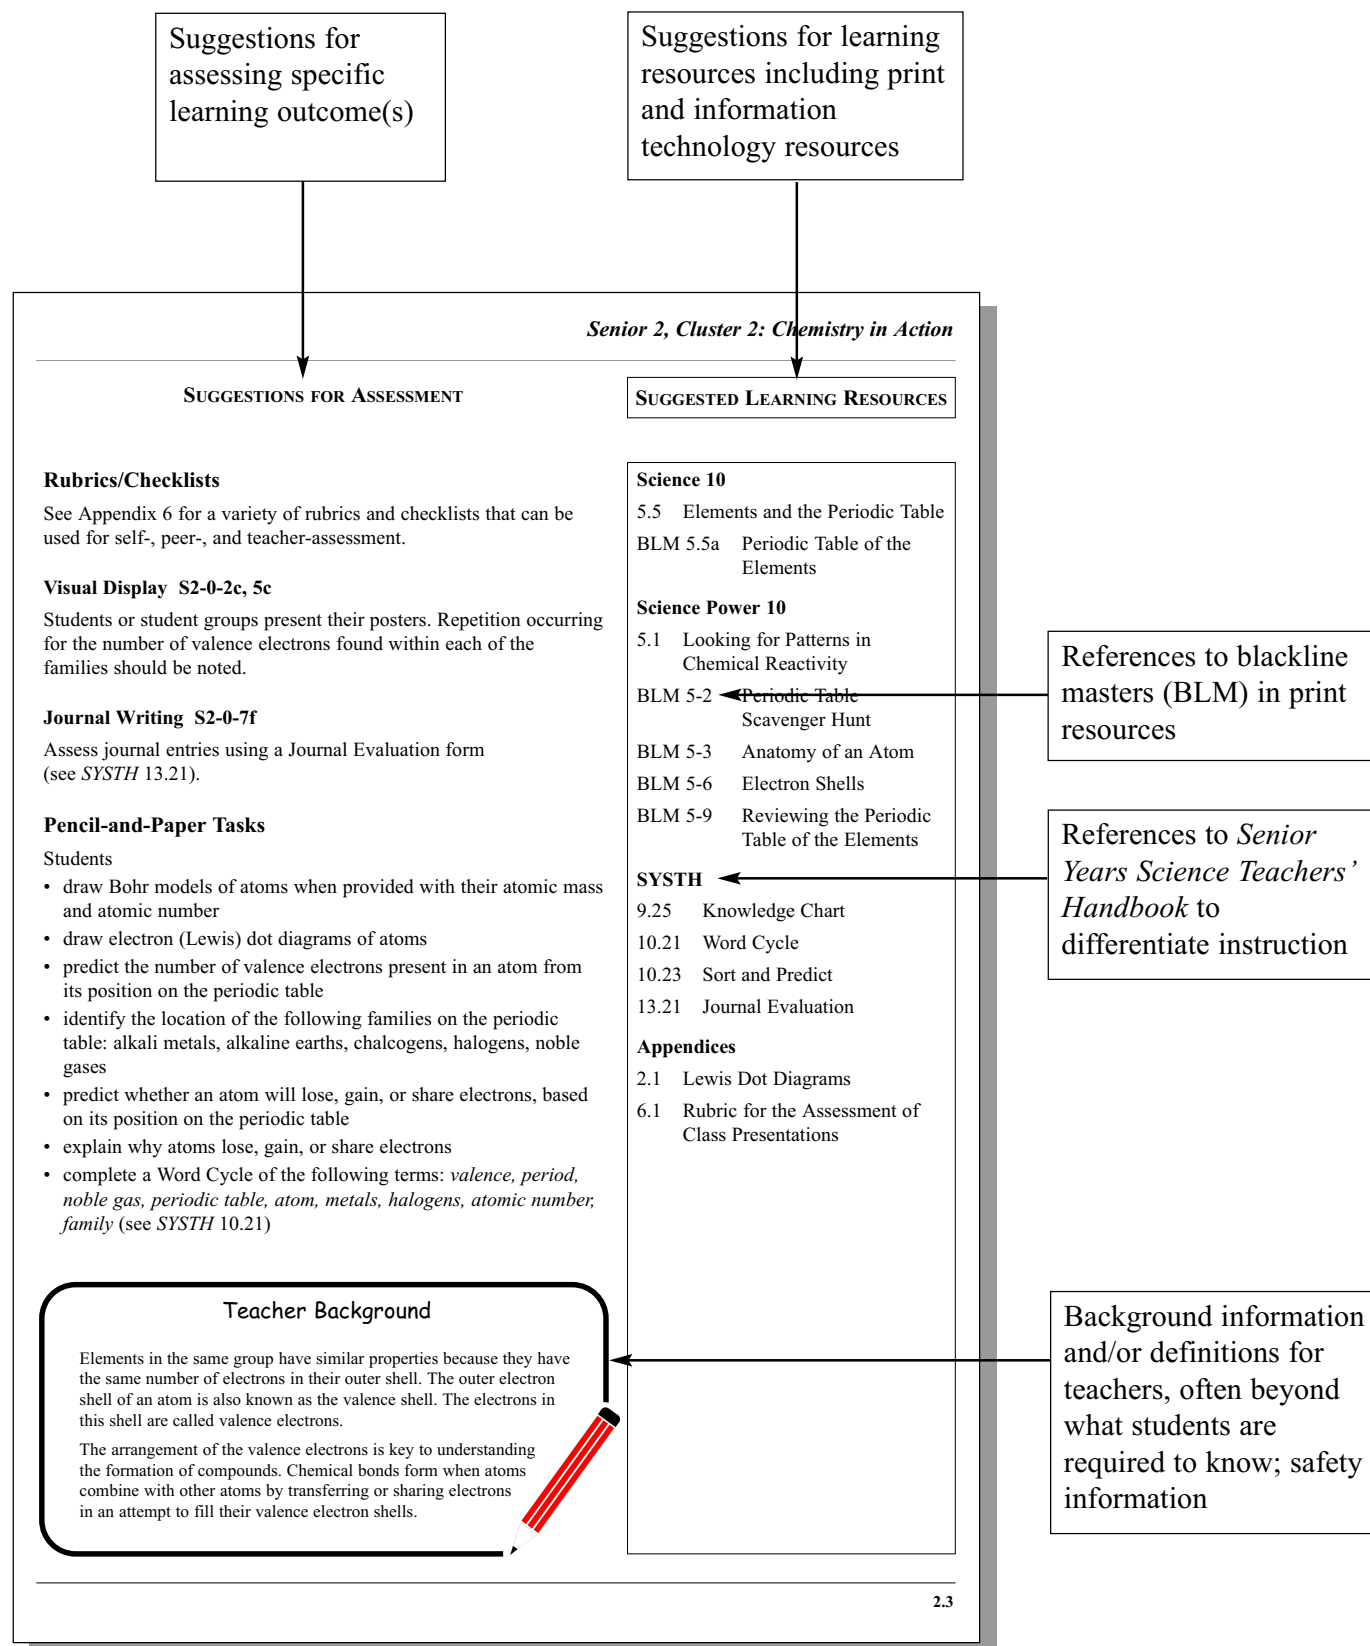 Suggestions for
assessing specific
learning outcome(s)
Suggestions for learning
resources including print
and information
technology resources
Senior 2, Cluster 2: Chemistry in Action
SUGGESTIONS FOR ASSESSMENT
SUGGESTED LEARNING RESOURCES
Rubrics/Checklists
See Appendix 6 for a variety of rubrics and checklists that can be
used for self-, peer-, and teacher-assessment.
Visual Display S2-0-2c, 5c
Students or student groups present their posters. Repetition occurring
for the number of valence electrons found within each of the
families should be noted.
Journal Writing S2-0-7f
Assess journal entries using a Journal Evaluation form
(see SYSTH 13.21).
Pencil-and-Paper Tasks
Students
• draw Bohr models of atoms when provided with their atomic mass
and atomic number
• draw electron (Lewis) dot diagrams of atoms
• predict the number of valence electrons present in an atom from
its position on the periodic table
• identify the location of the following families on the periodic
table: alkali metals, alkaline earths, chalcogens, halogens, noble
gases
• predict whether an atom will lose, gain, or share electrons, based
on its position on the periodic table
• explain why atoms lose, gain, or share electrons
• complete a Word Cycle of the following terms: valence, period,
noble gas, periodic table, atom, metals, halogens, atomic number,
family (see SYSTH 10.21)
Teacher Background
Elements in the same group have similar properties because they have
the same number of electrons in their outer shell. The outer electron
shell of an atom is also known as the valence shell. The electrons in
this shell are called valence electrons.
The arrangement of the valence electrons is key to understanding
the formation of compounds. Chemical bonds form when atoms
combine with other atoms by transferring or sharing electrons
in an attempt to fill their valence electron shells.
Science 10
5.5 Elements and the Periodic Table
BLM 5.5a Periodic Table of the
Elements
Science Power 10
5.1 Looking for Patterns in
Chemical Reactivity
BLM 5-2 Periodic Table
Scavenger Hunt
BLM 5-3 Anatomy of an Atom
BLM 5-6 Electron Shells
BLM 5-9 Reviewing the Periodic
Table of the Elements
SYSTH
9.25 Knowledge Chart
10.21 Word Cycle
10.23 Sort and Predict
13.21 Journal Evaluation
Appendices
2.1 Lewis Dot Diagrams
6.1 Rubric for the Assessment of
Class Presentations
2.3
References to blackline
masters (BLM) in print
resources
References to Senior
Years Science Teachers’
Handbook to
differentiate instruction
Background information
and/or definitions for
teachers, often beyond
what students are
required to know; safety
information